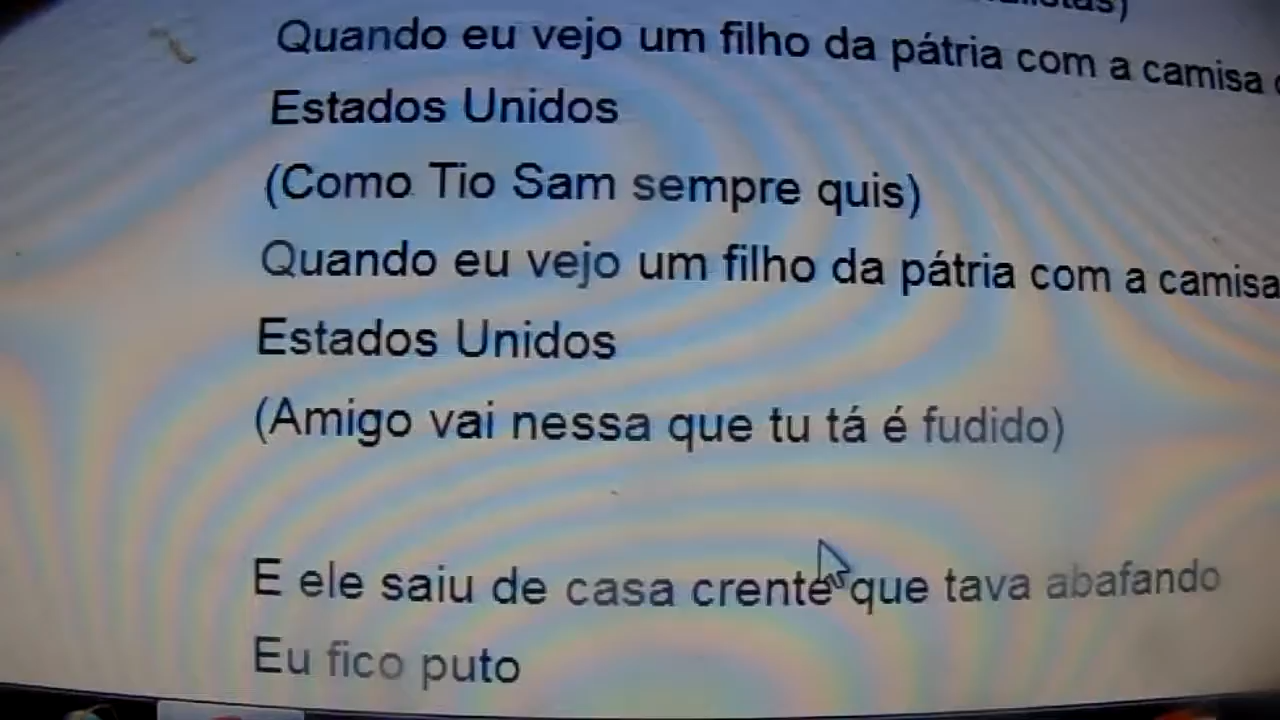 Quando eu vejo um filho da pátria com a camisa
Estados Unidos
(Como Tio Sam sempre quis)
Quando eu vejo um filho da pátria com a camisa
Estados Unidos
(Amigo vai nessa que tu tá é fudido)
E ele saiu de casa crente que tava abafando
Eu fico puto